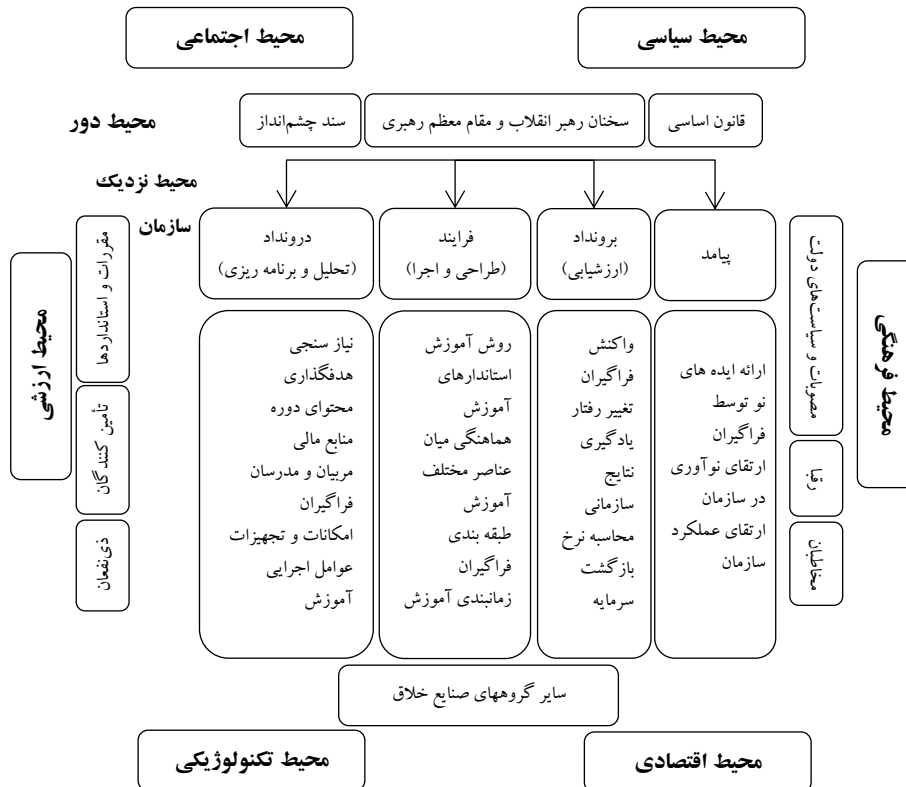 محیط سیاسی
محیط اجتماعی
محیط دور
قانون اساسی
سخنان رهبر انقلاب و مقام معظم رهبری
سند چشم‌انداز
محیط نزدیک
سازمان
پیامد
برونداد
(ارزشیابی)
فرایند
(طراحی و اجرا)
درونداد
(تحلیل و برنامه ریزی)
ارائه ایده های
نو توسط
فراگیران
ارتقای نوآوری
در سازمان
ارتقای عملکرد
سازمان
واکنش
فراگیران
تغییر رفتار
یادگیری
نتایج
سازمانی
محاسبه نرخ
بازگشت
سرمایه
روش آموزش
استاندارهای
آموزش
هماهنگی میان
عناصر مختلف
آموزش
طبقه بندی
فراگیران
زمانبندی آموزش
نیاز سنجی
هدفگذاری
محتوای دوره
منابع مالی
مربیان و مدرسان
فراگیران
امکانات و تجهیزات
عوامل اجرایی
آموزش
محیط فرهنگی
مصوبات و سیاست‌های دولت
رقبا
مخاطبان
مقررات و استانداردها
تأمین کنندگان
ذی‌نفعان
محیط ارزشی
سایر گروههای صنایع خلاق
محیط اقتصادی
محیط تکنولوژیکی